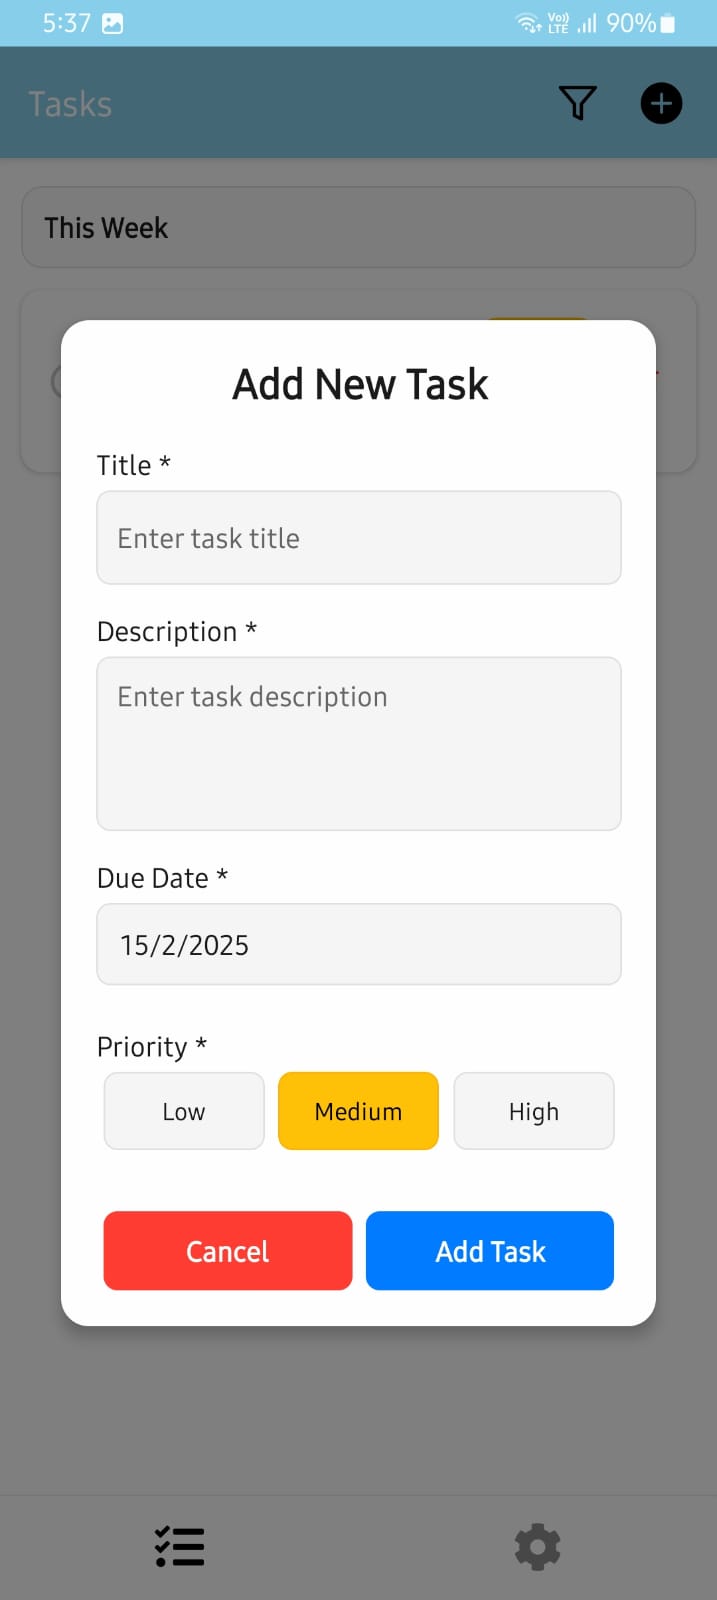 5:37 Vo)) LTE 90%
Tasks
This Week
Add New Task
Title *
Enter task title
Description *
Enter task description
Due Date *
15/2/2025
Priority *
Low Medium High
Cancel Add Task